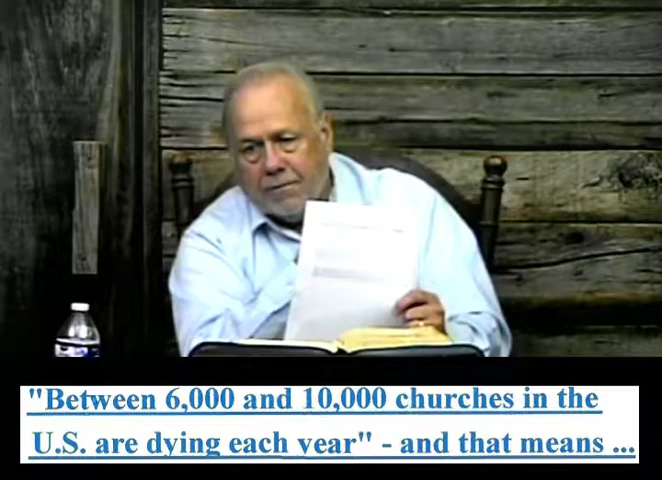 "Between 6,000 and 10,000 churches in the
U.S. are dying each year" - and that means ...